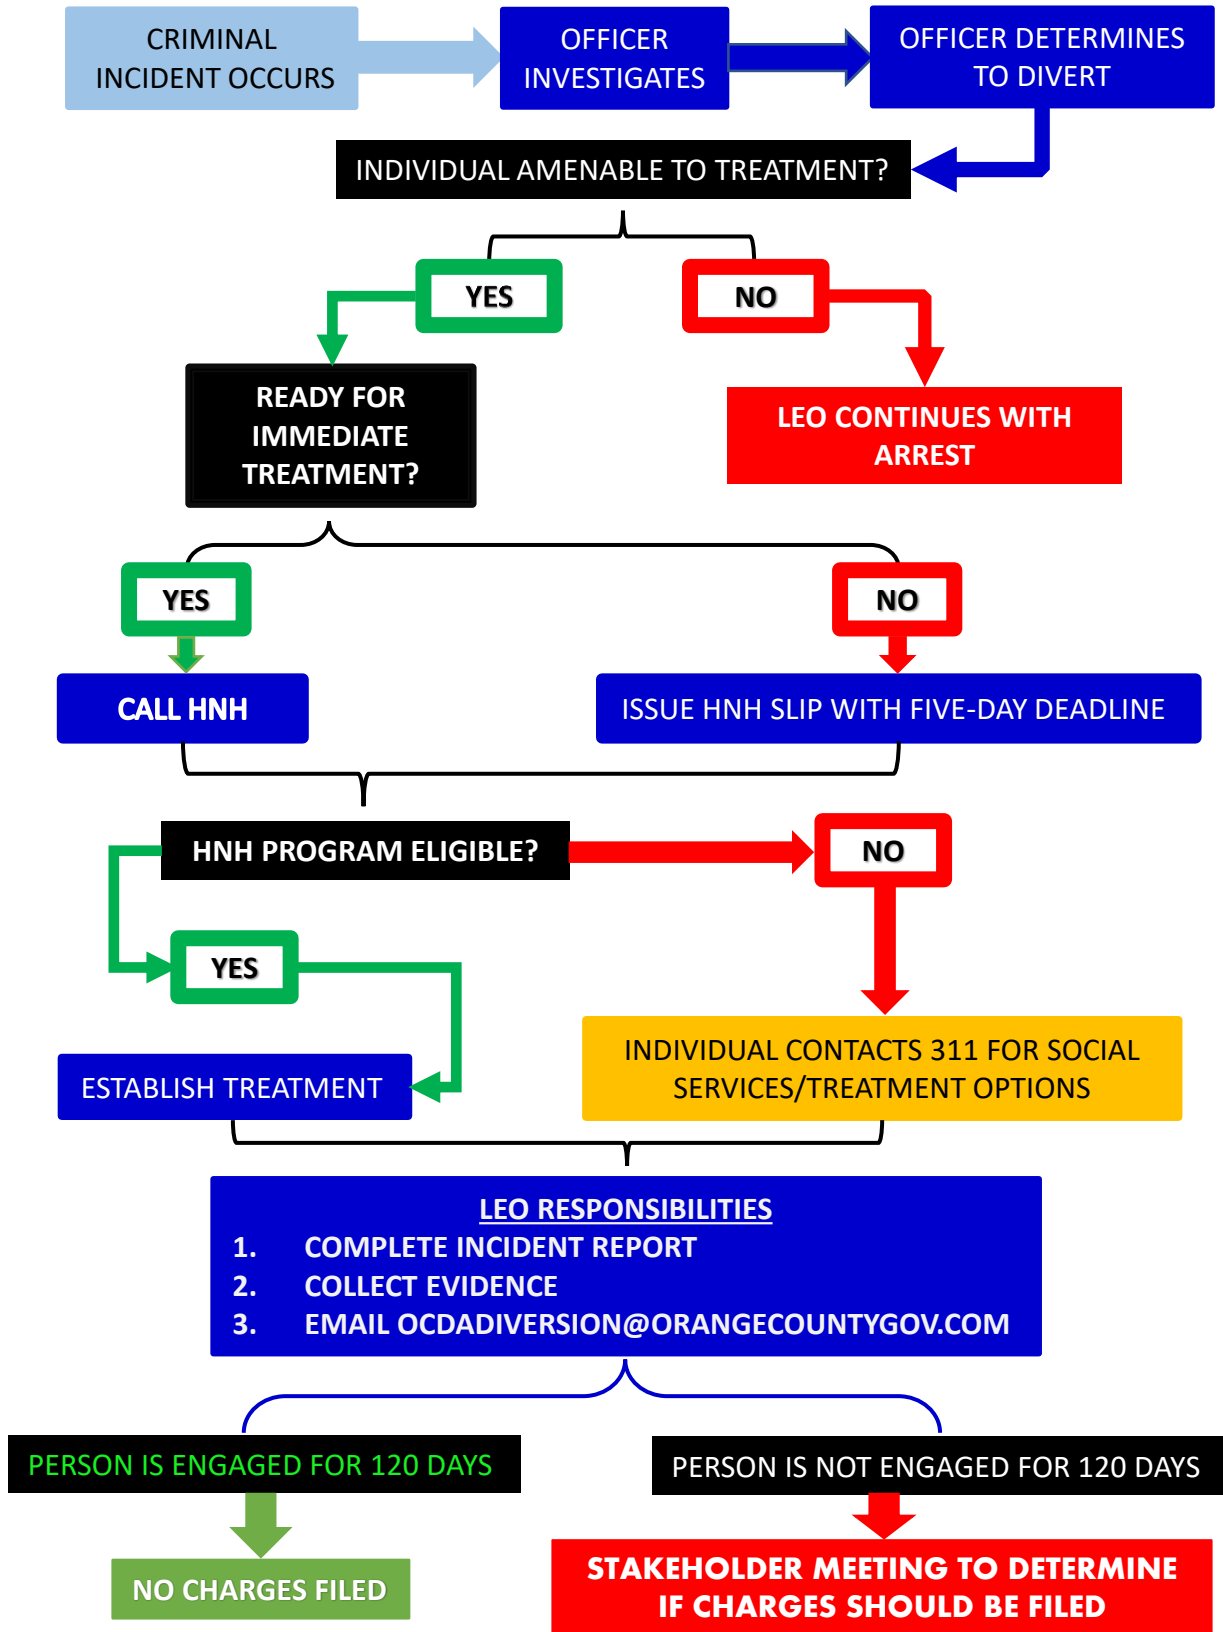 CRIMINAL
INCIDENT OCCURS
OFFICER
INVESTIGATES
OFFICER DETERMINES
TO DIVERT
INDIVIDUAL AMENABLE TO TREATMENT?
YES
NO
READY FOR
IMMEDIATE
TREATMENT?
LEO CONTINUES WITH
ARREST
YES
NO
CALL HNH
ISSUE HNH SLIP WITH FIVE-DAY DEADLINE
HNH PROGRAM ELIGIBLE?
NO
YES
ESTABLISH TREATMENT
INDIVIDUAL CONTACTS 311 FOR SOCIAL
SERVICES/TREATMENT OPTIONS
LEO RESPONSIBILITIES
1. COMPLETE INCIDENT REPORT
2. COLLECT EVIDENCE
3. EMAIL OCDADIVERSION@ORANGECOUNTYGOV.COM
PERSON IS ENGAGED FOR 120 DAYS
PERSON IS NOT ENGAGED FOR 120 DAYS
NO CHARGES FILED
STAKEHOLDER MEETING TO DETERMINE
IF CHARGES SHOULD BE FILED